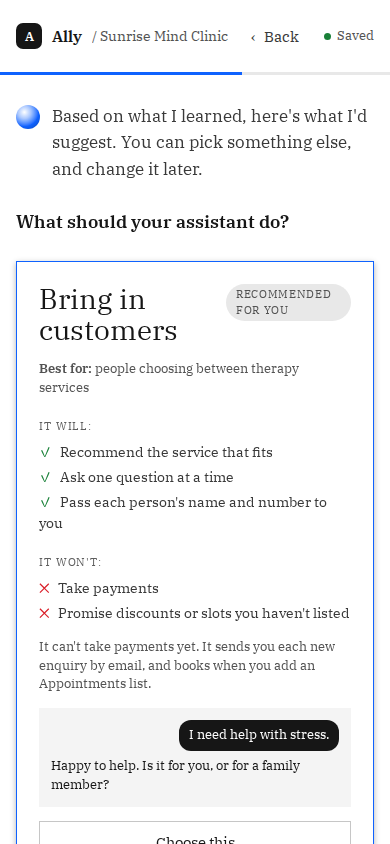 A Ally / Sunrise Mind Clinic ‹ Back Saved
Based on what I learned, here's what I'd
suggest. You can pick something else,
and change it later.
What should your assistant do?
Bring in
customers
RECOMMENDED
FOR YOU
Best for: people choosing between therapy
services
IT WILL:
✓ Recommend the service that fits
✓ Ask one question at a time
✓ Pass each person's name and number to
you
IT WON'T:
× Take payments
× Promise discounts or slots you haven't listed
It can't take payments yet. It sends you each new
enquiry by email, and books when you add an
Appointments list.
I need help with stress.
Happy to help. Is it for you, or for a family
member?
Choose this